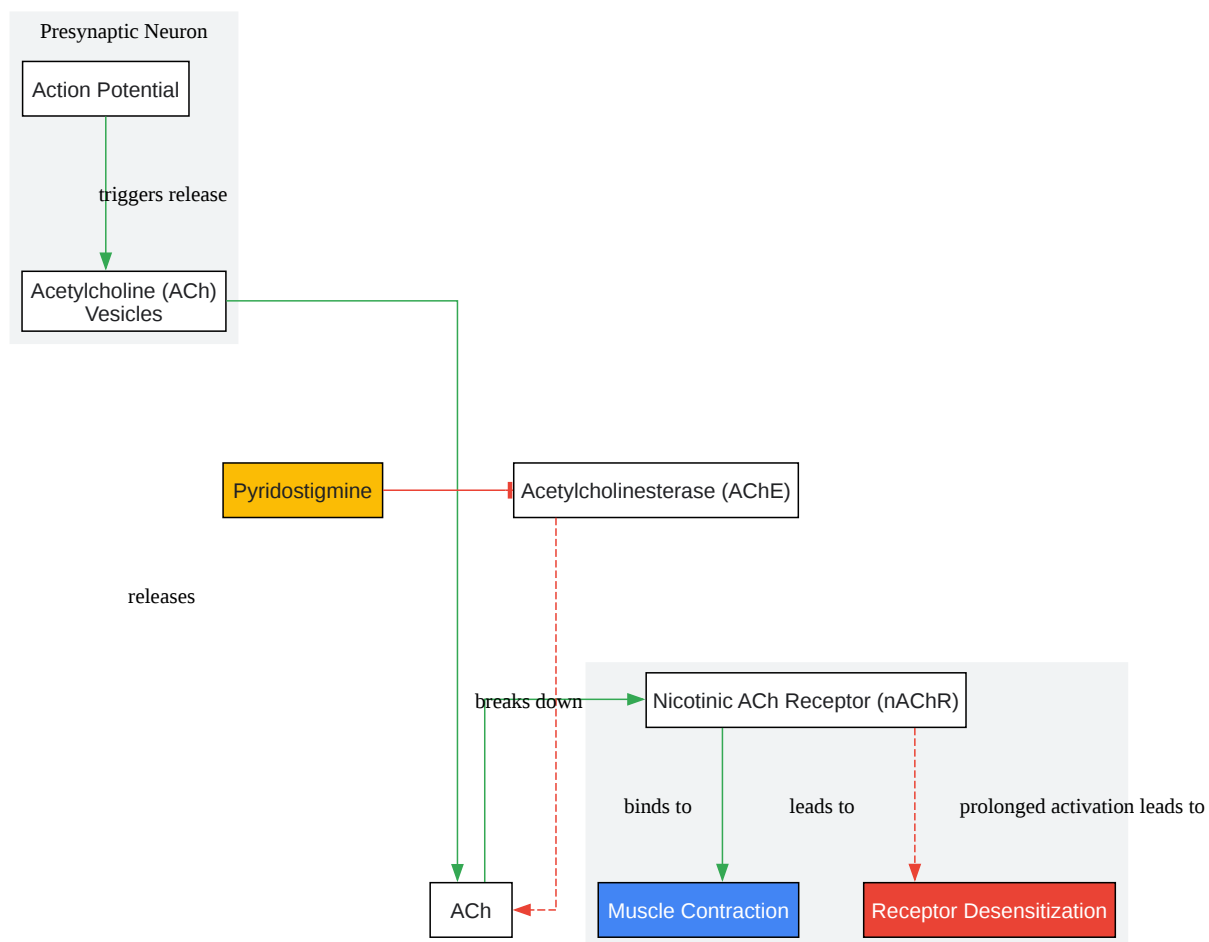 Presynaptic Neuron
Action Potential
triggers release
Acetylcholine (ACh)
Vesicles
Pyridostigmine
Acetylcholinesterase (AChE)
releases
breaks down
Nicotinic ACh Receptor (nAChR)
binds to
leads to
prolonged activation leads to
ACh
Muscle Contraction
Receptor Desensitization